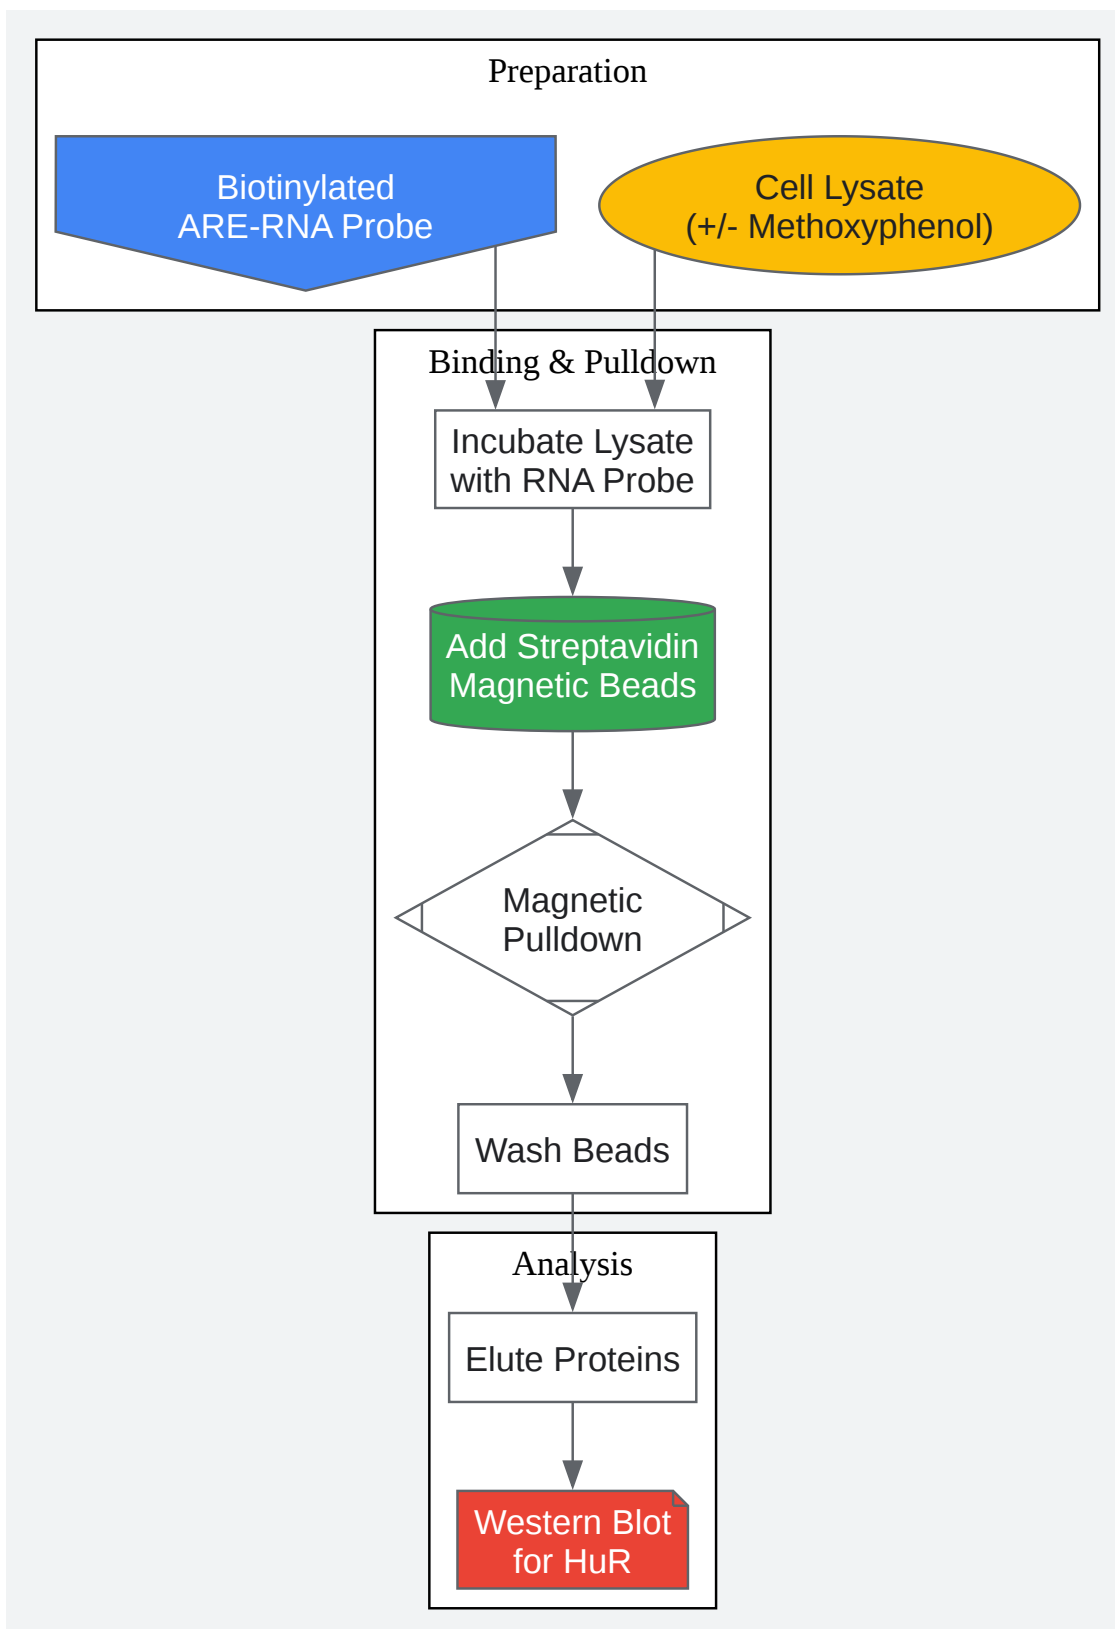 Preparation
Biotinylated
ARE-RNA Probe
Cell Lysate
(+/- Methoxyphenol)
Binding & Pulldown
Incubate Lysate
with RNA Probe
Add Streptavidin
Magnetic Beads
Magnetic
Pulldown
Wash Beads
Analysis
Elute Proteins
Western Blot
for HuR